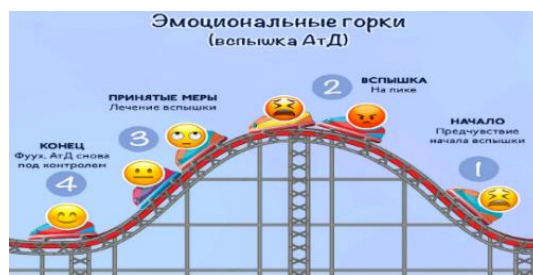 Эмоциональные горки
(вспышка АтД)
2
ВСПЫШКА
На пике
ПРИНЯТЫЕ МЕРЫ
Лечение вспышки
3
НАЧАЛО
Предчувствие
начала вспышки
1
КОНЕЦ
Фуух, АтД снова
под контролем
4